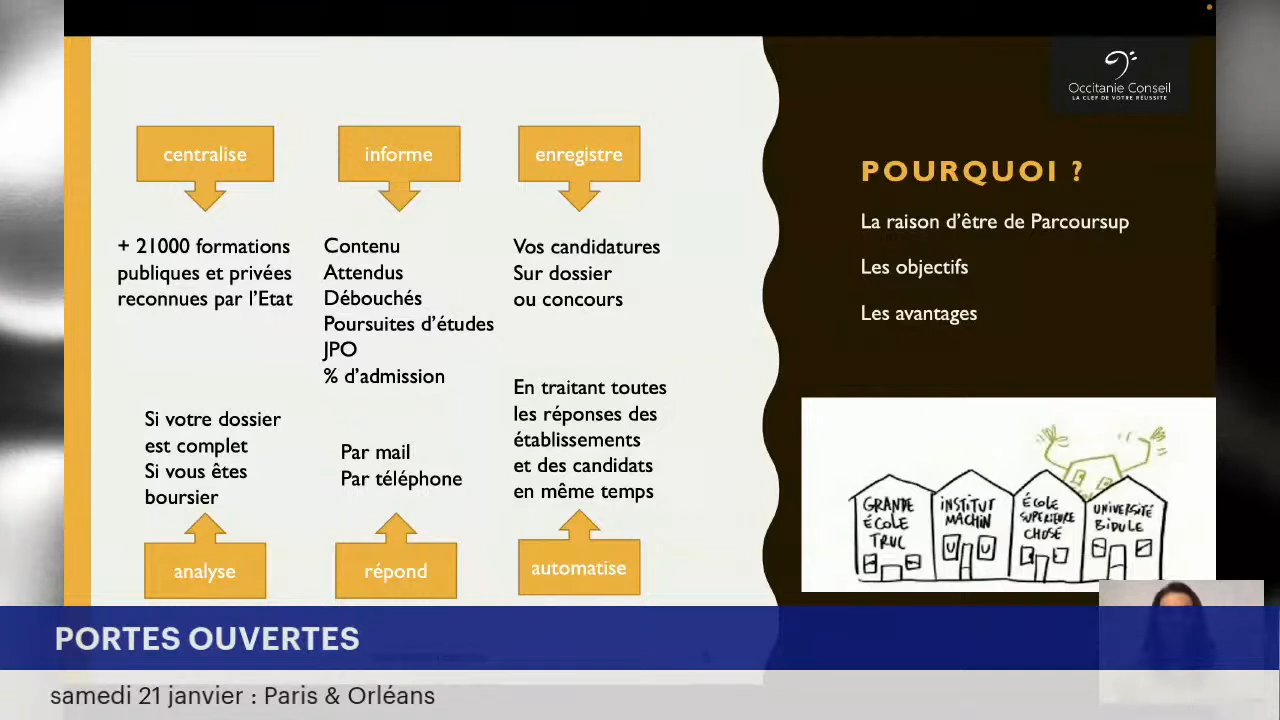 Occitanie Conseil
LA CLEF DE VOTRE RÉUSSITE
centralise
informe
enregistre
+ 21000 formations
publiques et privées
reconnues par l'Etat
Contenu
Attendus
Débouchés
Poursuites d'études
JPO
% d'admission
Vos candidatures
Sur dossier
ou concours
Si votre dossier
est complet
Si vous êtes
boursier
Par mail
Par téléphone
En traitant toutes
les réponses des
établissements
et des candidats
en même temps
analyse
répond
automatise
POURQUOI ?
La raison d'être de Parcoursup
Les objectifs
Les avantages
GRANDE
ÉCOLE
TRUC
INSTITUT
MACHIN
ÉCOLE
SUPERIEURE
CHOSE
UNIVERSITÉ
BIDULE
PORTES OUVERTES
samedi 21 janvier : Paris & Orléans